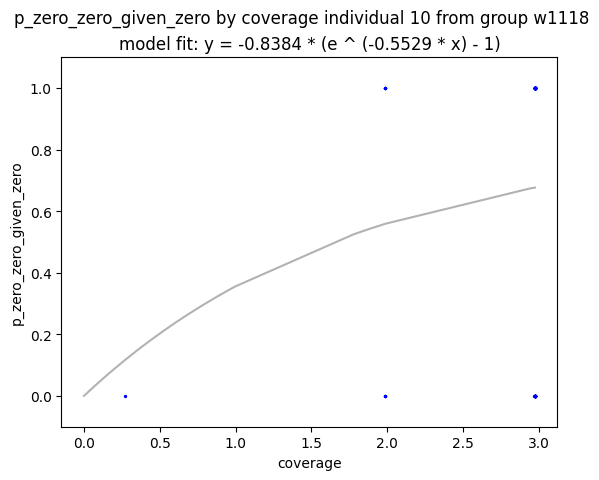 p_zero_zero_given_zero by coverage individual 10 from group w1118
model fit: y = -0.8384 * (e ^ (-0.5529 * x) - 1)
1.0
0.8
0.6
0.4
0.2
0.0
p_zero_zero_given_zero
0.0 0.5 1.0 1.5 2.0 2.5 3.0
coverage